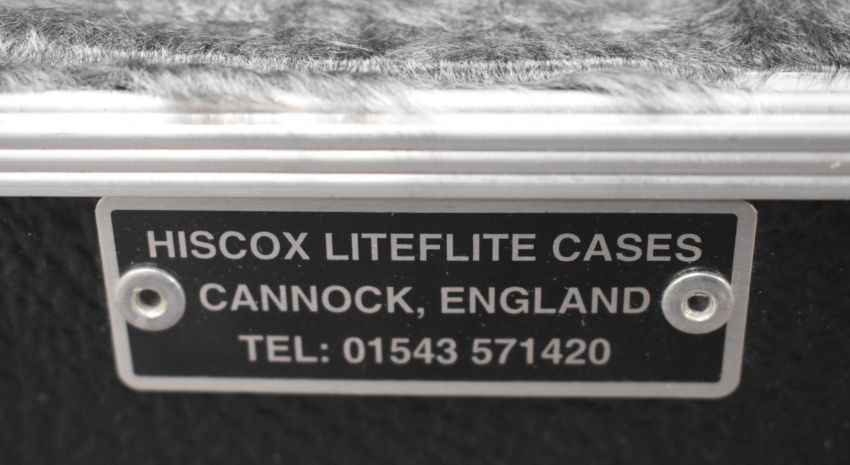 HISCOX LITEFLITE CASES
CANNOCK, ENGLAND
TEL: 01543 571420